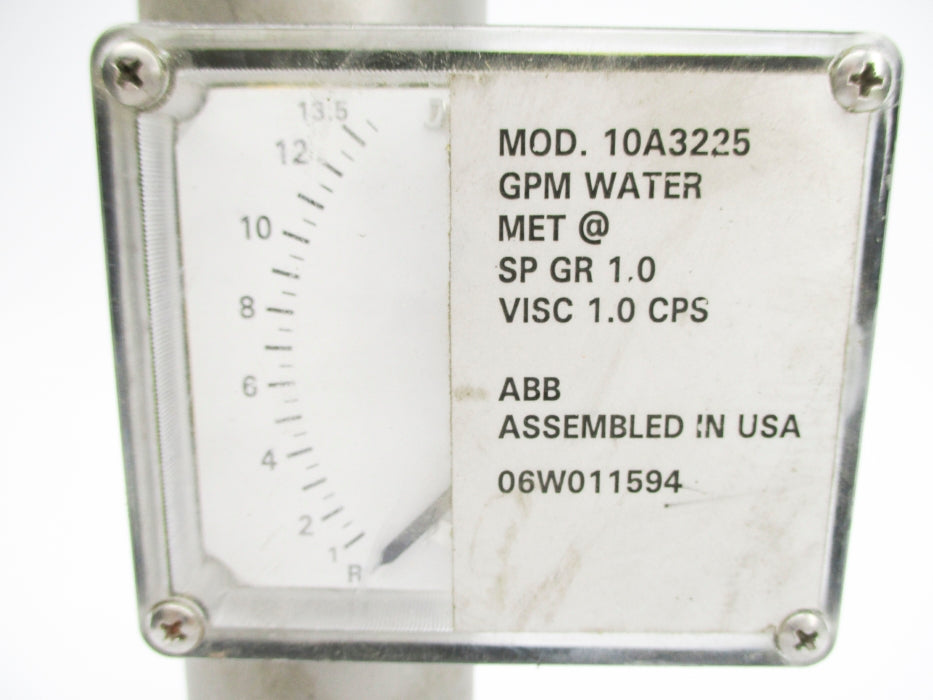 13.5
12
10
8
6
4
2
1
R
MOD. 10A3225
GPM WATER
MET @
SP GR 1.0
VISC 1.0 CPS
ABB
ASSEMBLED IN USA
06W011594